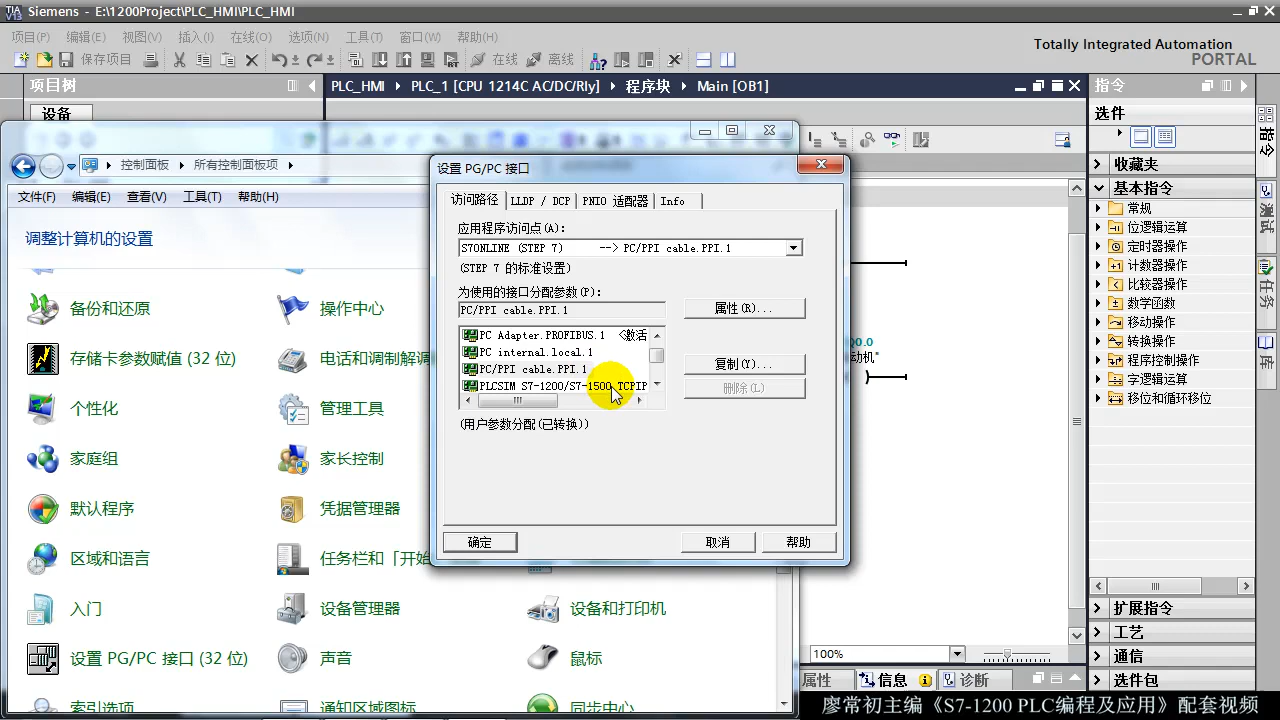 Siemens - E:\1200Project\PLC_HMI\PLC_HMI
项目(P) 编辑(E) 视图(V) 插入(I) 在线(O) 选项(N) 工具(T) 窗口(W) 帮助(H)
保存项目 在线 离线
Totally Integrated Automation
PORTAL
项目树
PLC_HMI PLC_1 [CPU 1214C AC/DC/Rly] 程序块 Main [OB1]
指令
设备
选件
控制面板 所有控制面板项
文件(F) 编辑(E) 查看(V) 工具(T) 帮助(H)
调整计算机的设置
备份和还原 操作中心
存储卡参数赋值 (32 位) 电话和调制解调
个性化 管理工具
家庭组 家长控制
默认程序 凭据管理器
区域和语言 任务栏和「开始
入门 设备管理器 设备和打印机
设置 PG/PC 接口 (32 位) 声音 鼠标
索引选项 通知区域图标 同步中心
设置 PG/PC 接口
访问路径 LLDP / DCP PNIO 适配器 Info
应用程序访问点(A):
S7ONLINE (STEP 7) --> PC/PPI cable.PPI.1
(STEP 7 的标准设置)
为使用的接口分配参数(P):
PC/PPI cable.PPI.1
属性(R)...
PC Adapter.PROFIBUS.1 <激活
PC internal.local.1
PC/PPI cable.PPI.1
PLCSIM S7-1200/S7-1500.TCPIP
复制(Y)...
删除(L)
(用户参数分配(已转换))
确定 取消 帮助
收藏夹
基本指令
常规
位逻辑运算
定时器操作
计数器操作
比较器操作
数学函数
移动操作
转换操作
程序控制操作
字逻辑运算
移位和循环移位
扩展指令
工艺
通信
选件包
100%
属性 信息 诊断
廖常初主编《S7-1200 PLC编程及应用》配套视频